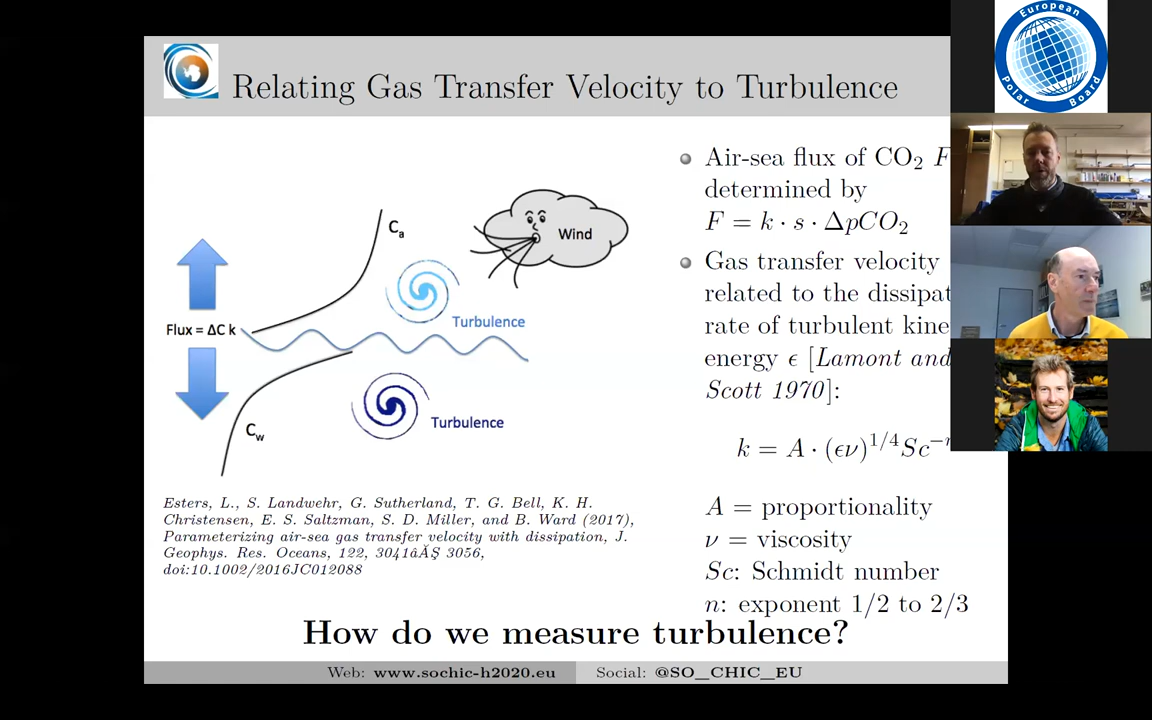 Relating Gas Transfer Velocity to Turbulence
European
Polar Board
Air-sea flux of CO₂ F
determined by
F = k · s · ΔpCO₂
Gas transfer velocity
related to the
rate of turbulent
energy ϵ [Lamont and
Scott 1970]:
k = A · (ϵν)^{1/4} Sc^-
A = proportionality
ν = viscosity
Sc: Schmidt number
n: exponent 1/2 to 2/3
Cₐ
Wind
Turbulence
Flux = ΔC k
Turbulence
C_w
Esters, L., S. Landwehr, G. Sutherland, T. G. Bell, K. H.
Christensen, E. S. Saltzman, S. D. Miller, and B. Ward (2017),
Parameterizing air-sea gas transfer velocity with dissipation, J.
Geophys. Res. Oceans, 122, 3041âĂŞ 3056,
doi:10.1002/2016JC012088
How do we measure turbulence?
Web: www.sochic-h2020.eu Social: @SO_CHIC_EU